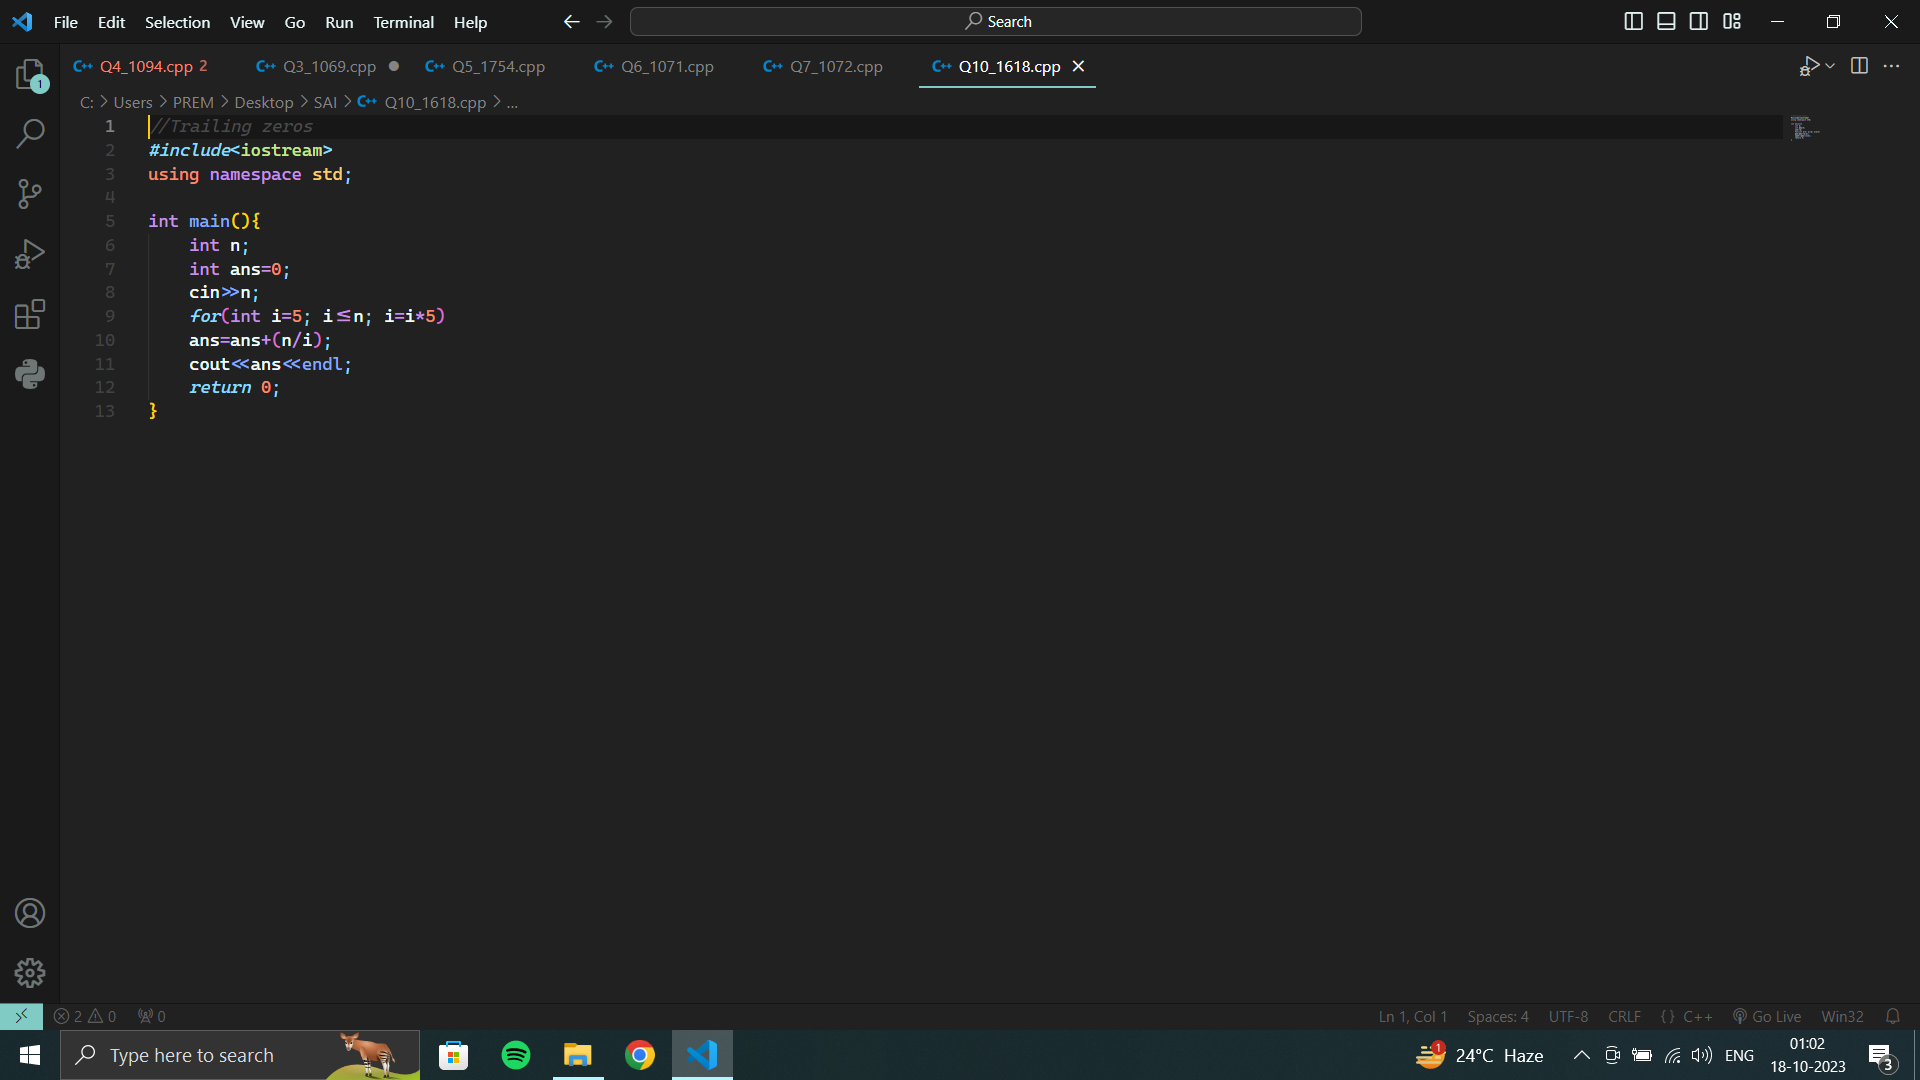 File Edit Selection View Go Run Terminal Help Search
C++ Q4_1094.cpp 2 C++ Q3_1069.cpp C++ Q5_1754.cpp C++ Q6_1071.cpp C++ Q7_1072.cpp C++ Q10_1618.cpp
C: > Users > PREM > Desktop > SAI > C++ Q10_1618.cpp > ...
1
1 //Trailing zeros
2 #include<iostream>
3 using namespace std;
4
5 int main(){
6 int n;
7 int ans=0;
8 cin>>n;
9 for(int i=5; i<=n; i=i*5)
10 ans=ans+(n/i);
11 cout<<ans<<endl;
12 return 0;
13 }
2 0 0 Ln 1, Col 1 Spaces: 4 UTF-8 CRLF {} C++ Go Live Win32
Type here to search 1 24°C Haze ENG 01:02 3
18-10-2023